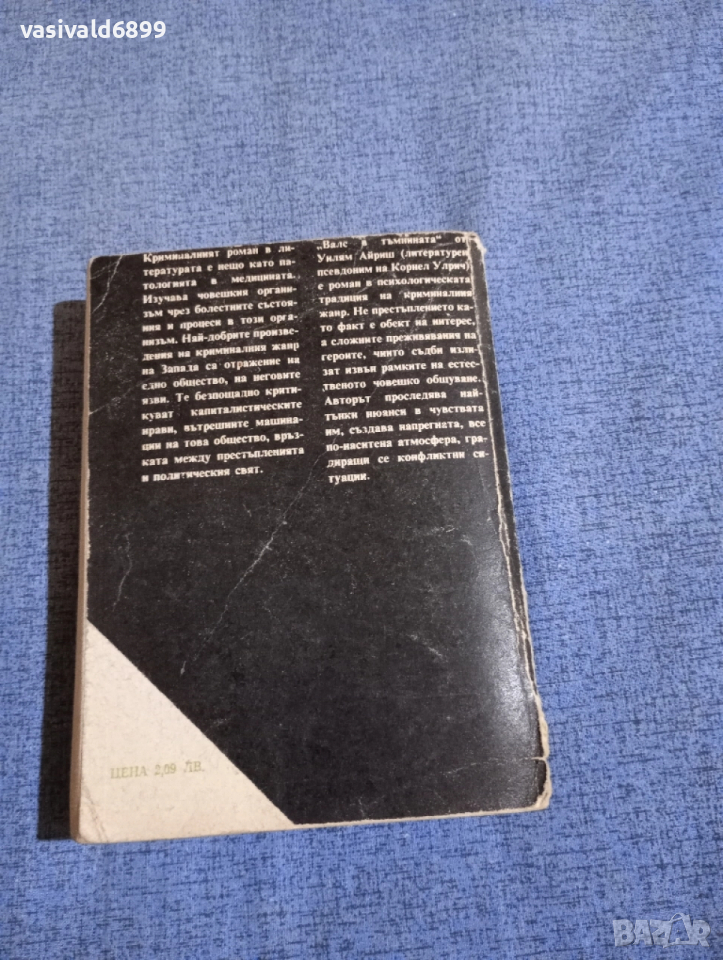 vasivald6899
Криминалният роман в ли-
тературата е нещо като па-
тологията в медицината.
Изучава човешкия органи-
зъм чрез болестните състоя-
ния и процеси в този орга-
низъм. Най-добрите произве-
дения на криминалния жанр
на Запада са отражение на
едно общество, на неговите
язви. Те безпощадно крити-
куват капиталистическите
нрави, вътрешните машина-
ции на това общество, връз-
ката между престъпленията
и политическия свят.
„Валс в тъмнината“ от
Уилям Айриш (литературен
псевдоним на Корнел Улрич)
е роман в психологическата
традиция на криминалния
жанр. Не престъплението ка-
то факт е обект на интерес,
а сложните преживявания на
героите, чиито съдби изли-
зат извън рамките на естес-
твеното човешко общуване.
Авторът проследява най-
тънки нюанси в чувствата
им, създава напрегната, все
по-наситена атмосфера, гра-
диращи се конфликтни си-
туации.
ЦЕНА 2,09 ЛВ.
BAZAR